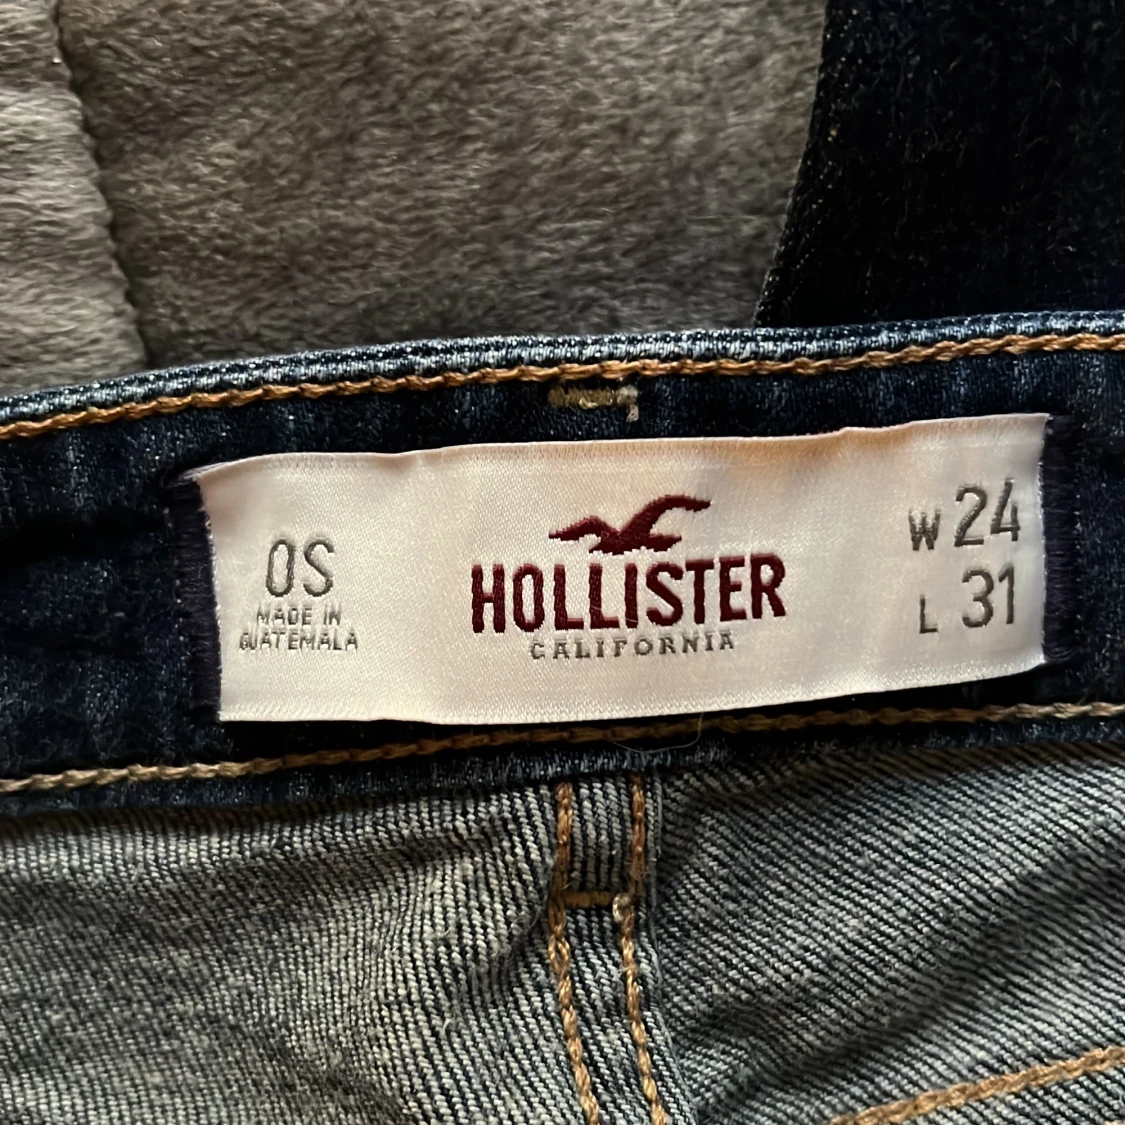 0S
MADE IN
GUATEMALA
HOLLISTER
CALIFORNIA
W 24
L 31